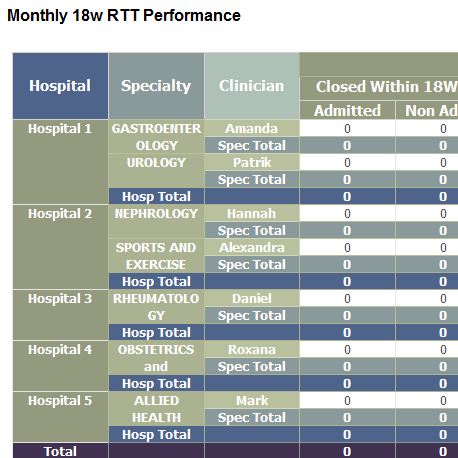 Monthly 18w RTT Performance
Hospital Specialty Clinician Closed Within 18W
Admitted Non Ad
Hospital 1 GASTROENTER Amanda 0 0
OLOGY Spec Total 0 0
UROLOGY Patrik 0 0
Spec Total 0 0
Hosp Total 0 0
Hospital 2 NEPHROLOGY Hannah 0 0
Spec Total 0 0
SPORTS AND Alexandra 0 0
EXERCISE Spec Total 0 0
Hosp Total 0 0
Hospital 3 RHEUMATOLO Daniel 0 0
GY Spec Total 0 0
Hosp Total 0 0
Hospital 4 OBSTETRICS Roxana 0 0
and Spec Total 0 0
Hosp Total 0 0
Hospital 5 ALLIED Mark 0 0
HEALTH Spec Total 0 0
Hosp Total 0 0
Total 0 0